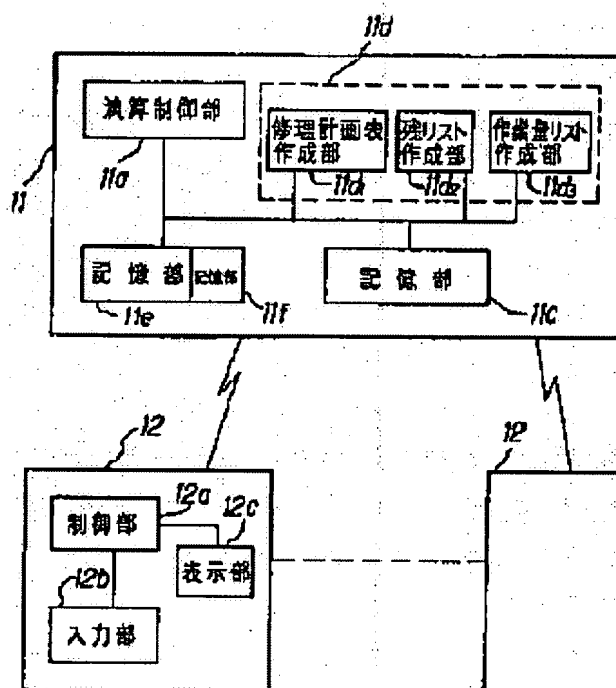 11d
演算制御部
修理計画表
作成部
残リスト
作成部
作業量リスト
作成部
11
11a
11d1
11d2
11d3
記憶部
記憶部
記憶部
11e
11f
11c
12
12
12a
12c
制御部
12b
表示部
入力部